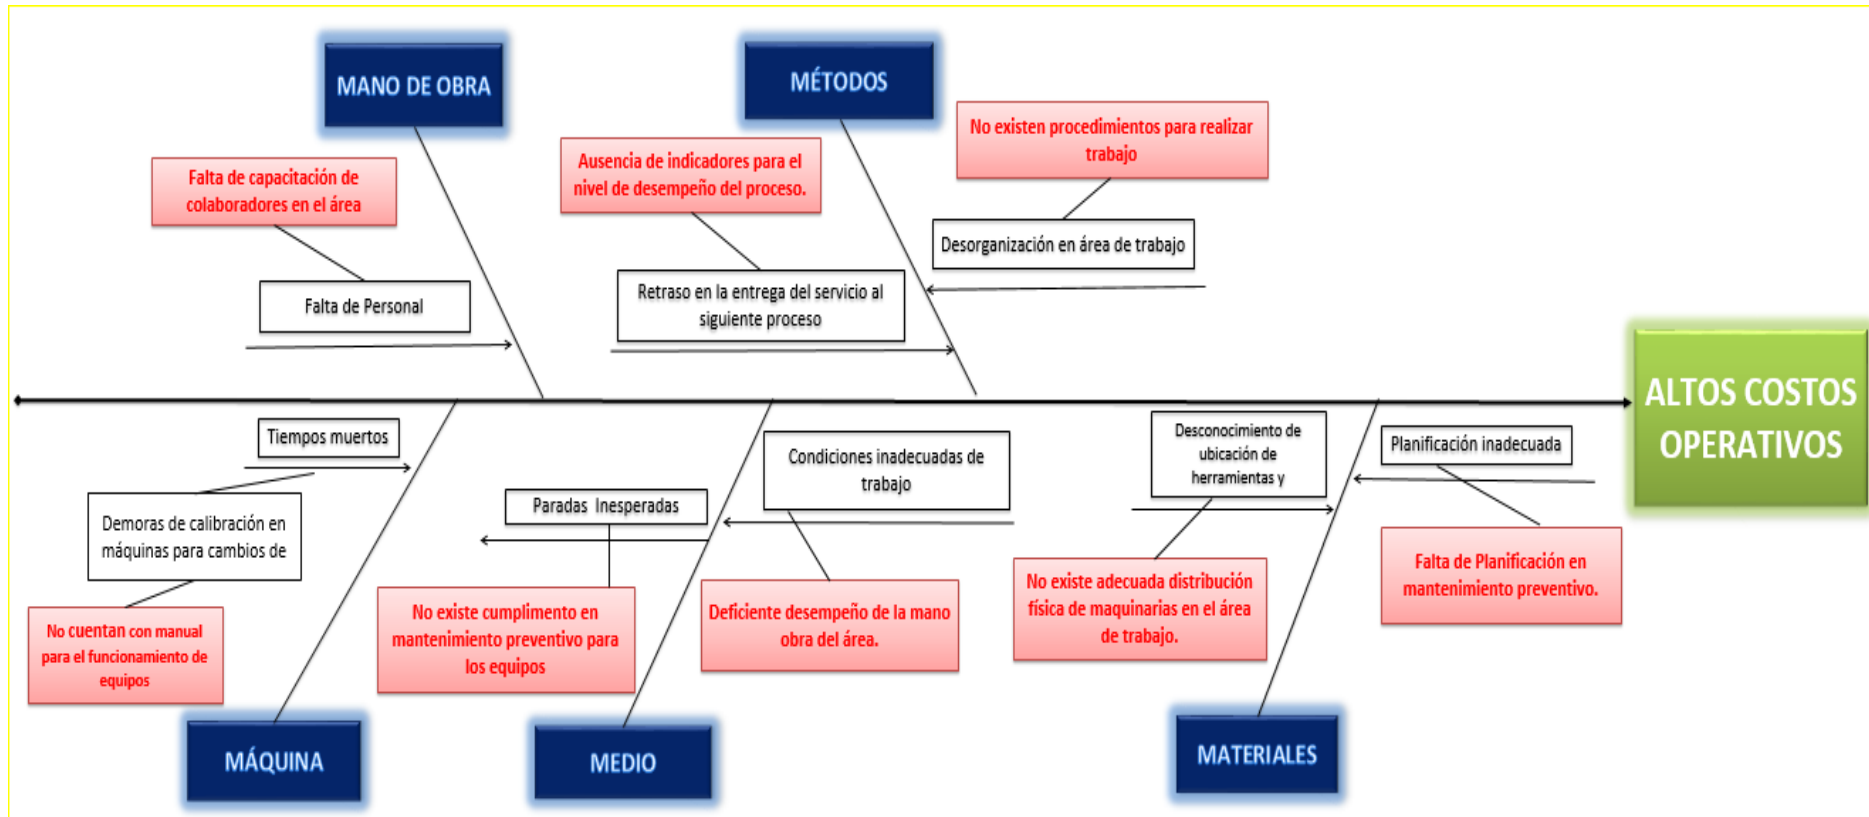 MANO DE OBRA
MÉTODOS
No existen procedimientos para realizar
trabajo
Ausencia de indicadores para el
nivel de desempeño del proceso.
Falta de capacitación de
colaboradores en el área
Desorganización en área de trabajo
Retraso en la entrega del servicio al
siguiente proceso
Falta de Personal
ALTOS COSTOS
OPERATIVOS
Tiempos muertos
Demoras de calibración en
máquinas para cambios de
No cuentan con manual
para el funcionamiento de
equipos
Paradas Inesperadas
No existe cumplimento en
mantenimiento preventivo para
los equipos
Condiciones inadecuadas de
trabajo
Deficiente desempeño de la mano
obra del área.
Desconocimiento de
ubicación de
herramientas y
No existe adecuada distribución
física de maquinarias en el área
de trabajo.
Planificación inadecuada
Falta de Planificación en
mantenimiento preventivo.
MÁQUINA
MEDIO
MATERIALES